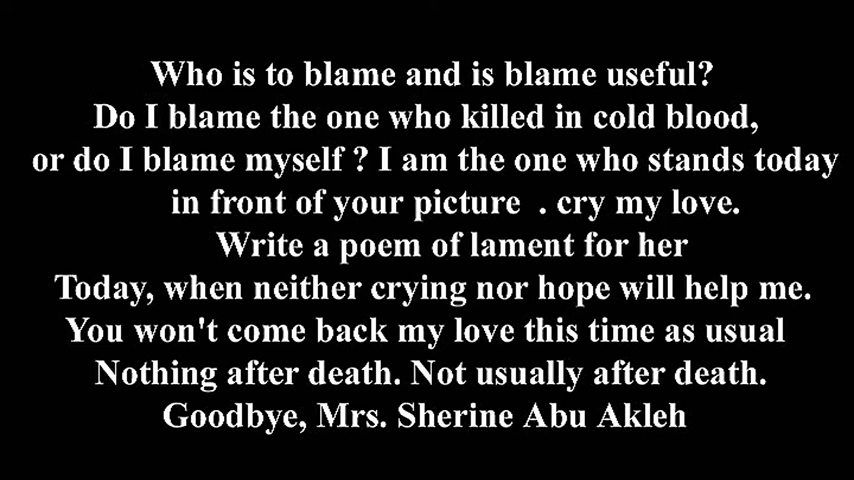 Who is to blame and is blame useful?
Do I blame the one who killed in cold blood,
or do I blame myself ? I am the one who stands today
in front of your picture . cry my love.
Write a poem of lament for her
Today, when neither crying nor hope will help me.
You won't come back my love this time as usual
Nothing after death. Not usually after death.
Goodbye, Mrs. Sherine Abu Akleh